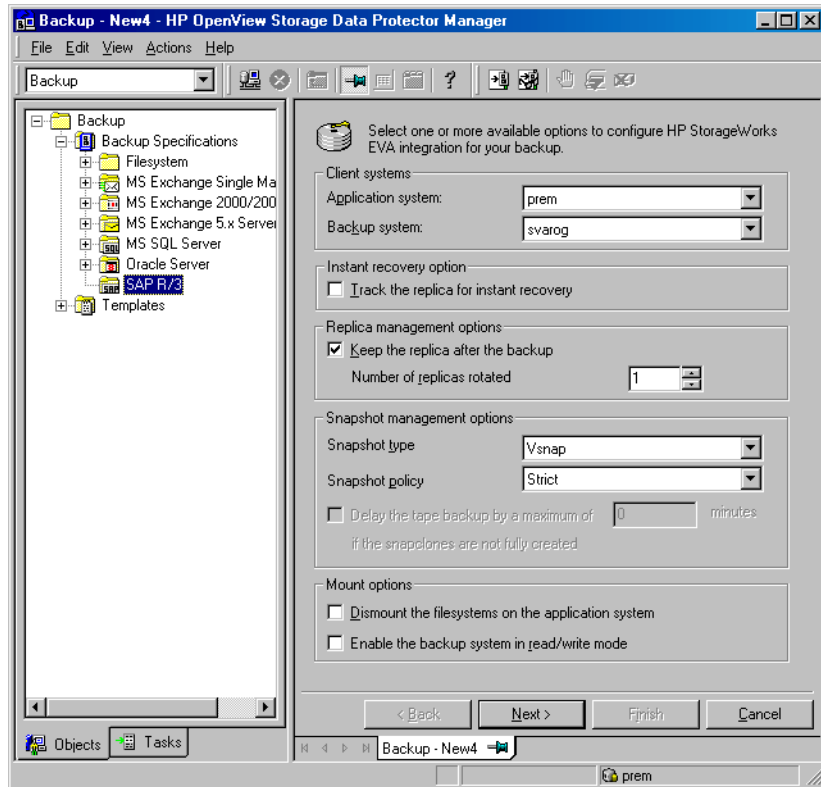 Backup - New4 - HP OpenView Storage Data Protector Manager
File Edit View Actions Help
Backup
Backup
Backup Specifications
Filesystem
MS Exchange Single Ma
MS Exchange 2000/200
MS Exchange 5.x Server
MS SQL Server
Oracle Server
SAP R/3
Templates
Objects
Tasks
Select one or more available options to configure HP StorageWorks
EVA integration for your backup.
Client systems
Application system: prem
Backup system: svarog
Instant recovery option
Track the replica for instant recovery
Replica management options
Keep the replica after the backup
Number of replicas rotated 1
Snapshot management options
Snapshot type Vsnap
Snapshot policy Strict
Delay the tape backup by a maximum of 0 minutes
if the snapclones are not fully created
Mount options
Dismount the filesystems on the application system
Enable the backup system in read/write mode
< Back Next > Finish Cancel
Backup - New4
prem